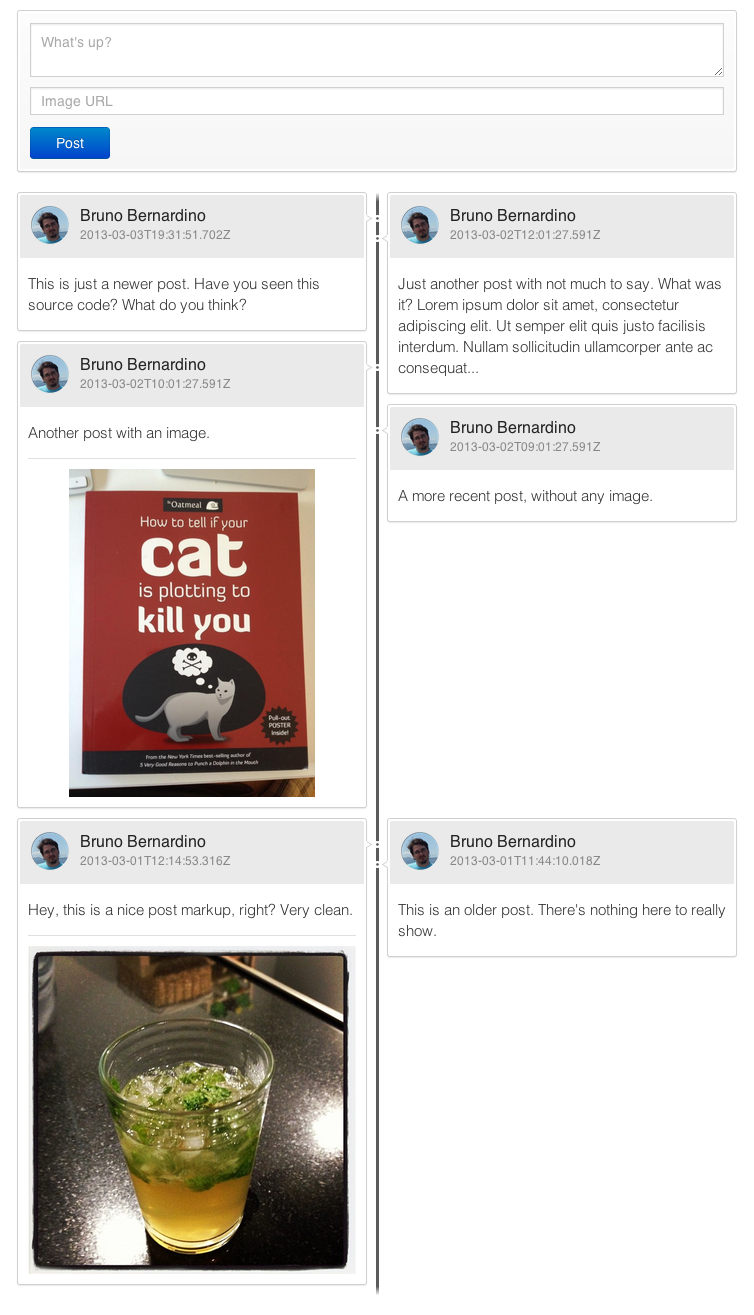 What's up?
Image URL
Post
Bruno Bernardino
2013-03-03T19:31:51.702Z
This is just a newer post. Have you seen this
source code? What do you think?
Bruno Bernardino
2013-03-02T12:01:27.591Z
Just another post with not much to say. What was
it? Lorem ipsum dolor sit amet, consectetur
adipiscing elit. Ut semper elit quis justo facilisis
interdum. Nullam sollicitudin ullamcorper ante ac
consequat...
Bruno Bernardino
2013-03-02T10:01:27.591Z
Another post with an image.
The Oatmeal
How to tell if your
cat
is plotting to
kill you
Pull-out
POSTER
Inside!
From the New York Times best-selling author of
5 Very Good Reasons to Punch a Dolphin in the Mouth
Bruno Bernardino
2013-03-02T09:01:27.591Z
A more recent post, without any image.
Bruno Bernardino
2013-03-01T12:14:53.316Z
Hey, this is a nice post markup, right? Very clean.
Bruno Bernardino
2013-03-01T11:44:10.018Z
This is an older post. There's nothing here to really
show.